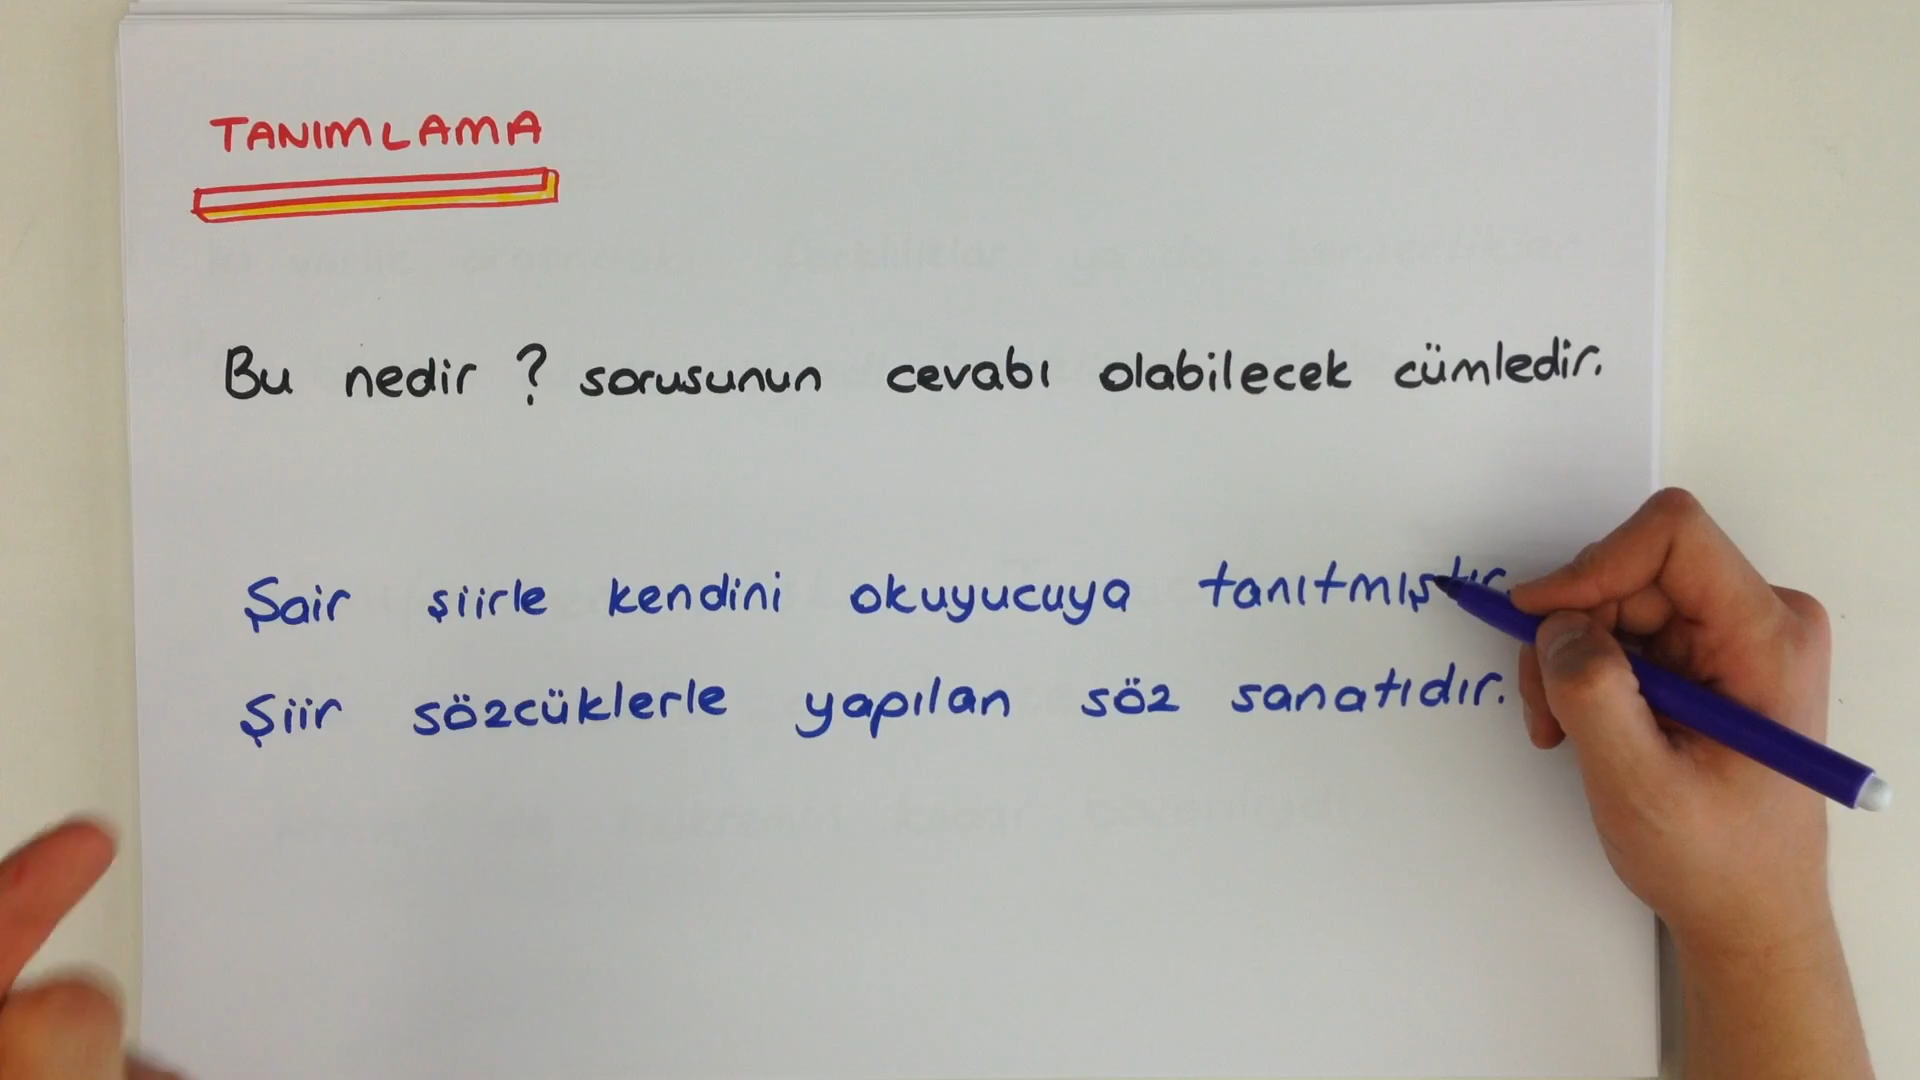 TANIMLAMA
Bu nedir ? sorusunun cevabı olabilecek cümledir.
Şair şiirle kendini okuyucuya tanıtmıştır.
Şiir sözcüklerle yapılan söz sanatıdır.